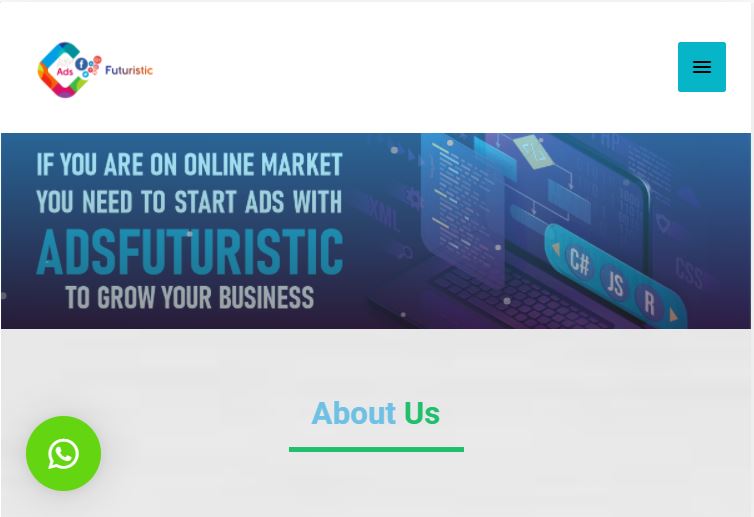 Ads Futuristic
IF YOU ARE ON ONLINE MARKET
YOU NEED TO START ADS WITH
ADSFUTURISTIC
TO GROW YOUR BUSINESS
PHP
XML
CSS
C#
JS
R
About Us